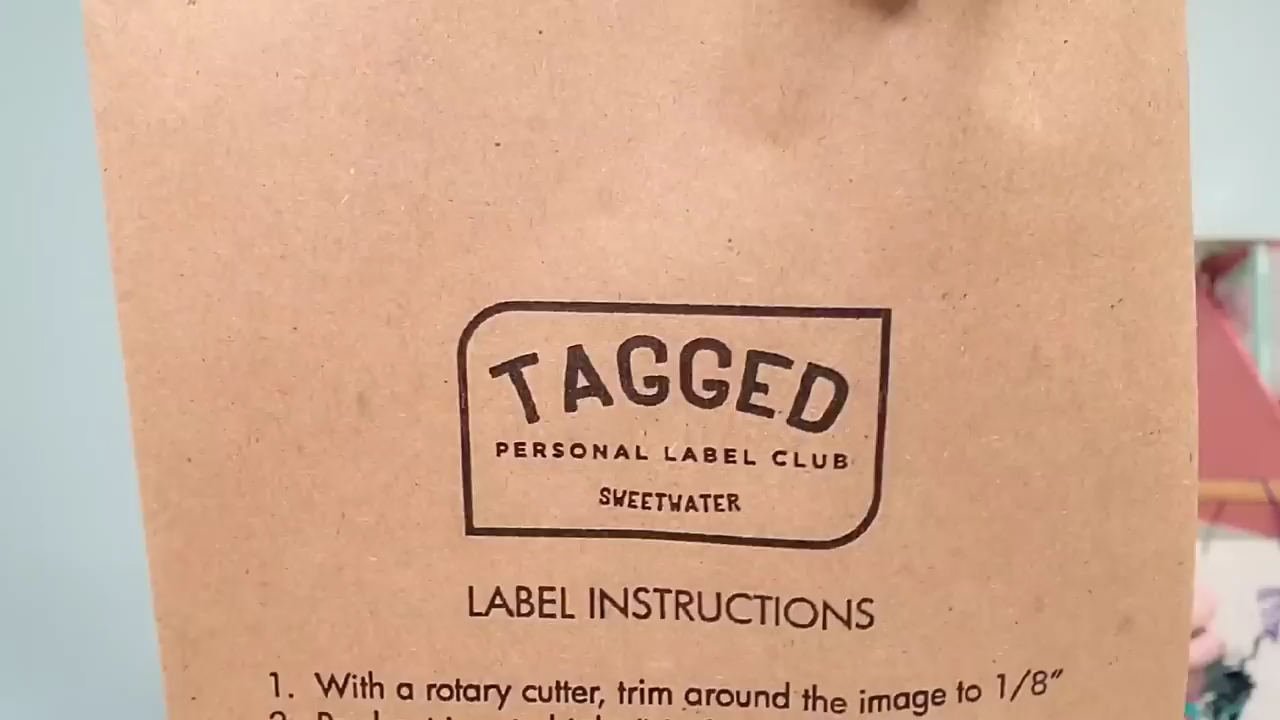 TAGGED
PERSONAL LABEL CLUB
SWEETWATER
LABEL INSTRUCTIONS
1. With a rotary cutter, trim around the image to 1/8”